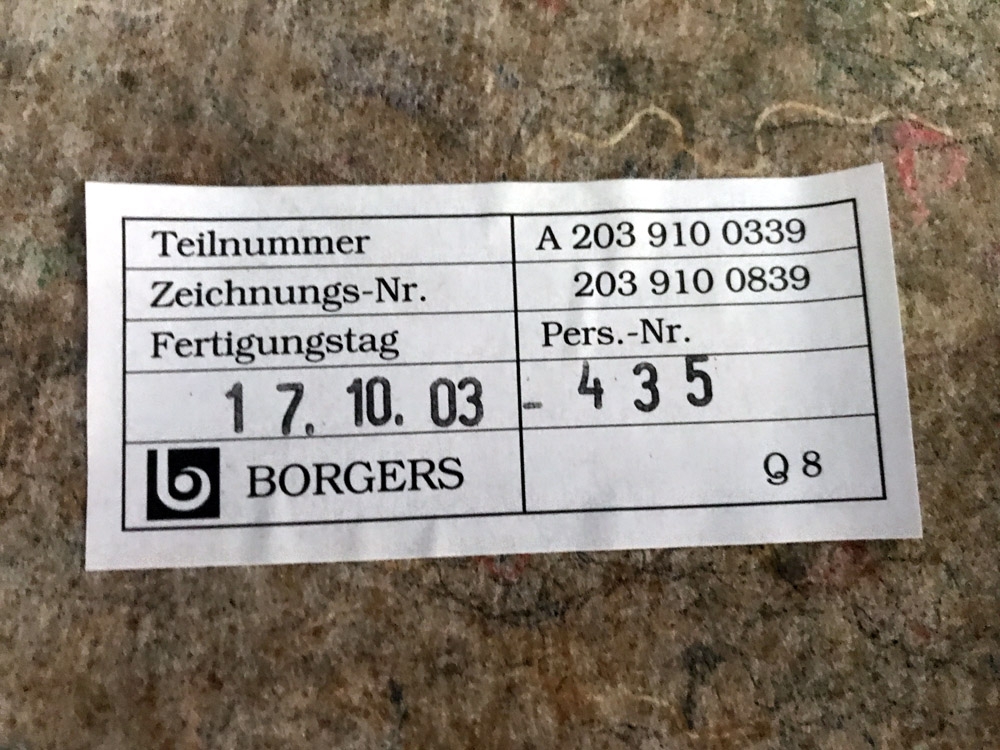 Teilnummer A 203 910 0339
Zeichnungs-Nr. 203 910 0839
Fertigungstag Pers.-Nr.
17. 10. 03 - 435
b BORGERS Q 8